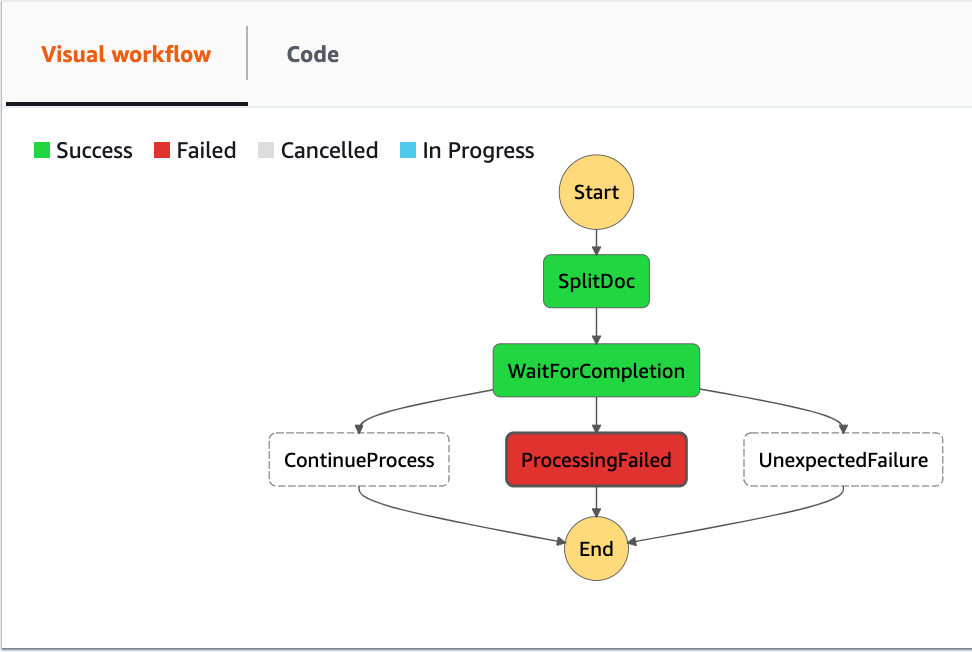 Visual workflow
Code
Success Failed Cancelled In Progress
Start
SplitDoc
WaitForCompletion
ContinueProcess
ProcessingFailed
UnexpectedFailure
End